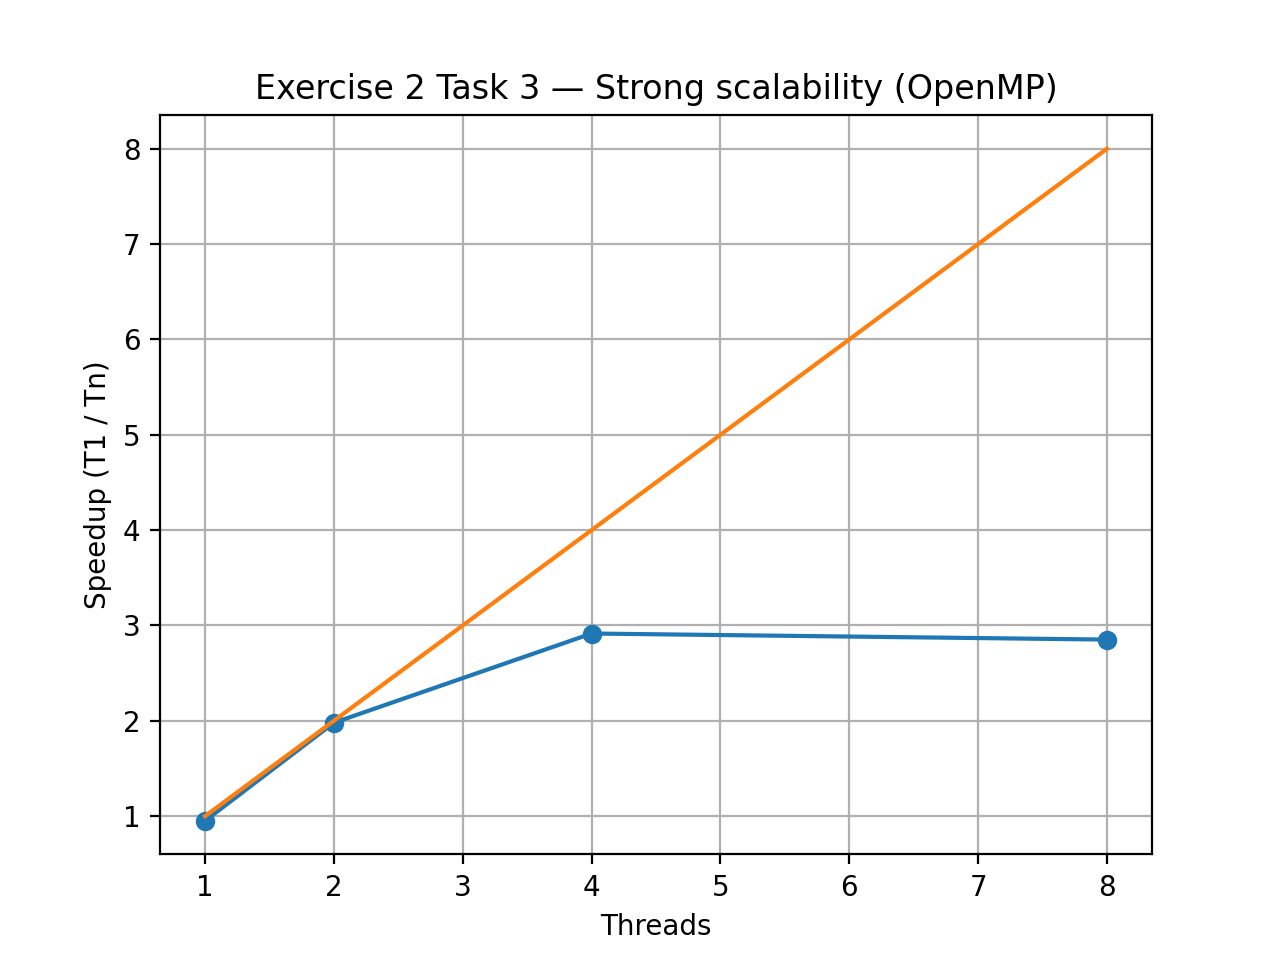 Exercise 2 Task 3 — Strong scalability (OpenMP)
Speedup (T1 / Tn)
8
7
6
5
4
3
2
1
1 2 3 4 5 6 7 8
Threads